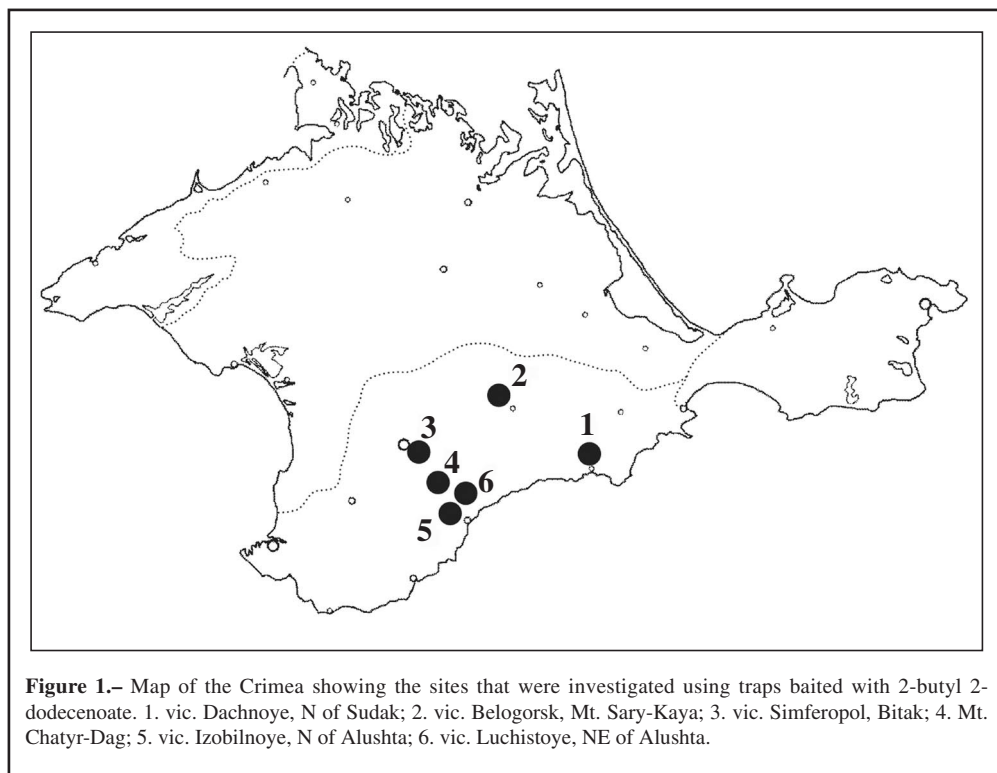 2
1
3
4
6
5
Figure 1.– Map of the Crimea showing the sites that were investigated using traps baited with 2-butyl 2-
dodecenoate. 1. vic. Dachnoye, N of Sudak; 2. vic. Belogorsk, Mt. Sary-Kaya; 3. vic. Simferopol, Bitak; 4. Mt.
Chatyr-Dag; 5. vic. Izobilnoye, N of Alushta; 6. vic. Luchistoye, NE of Alushta.